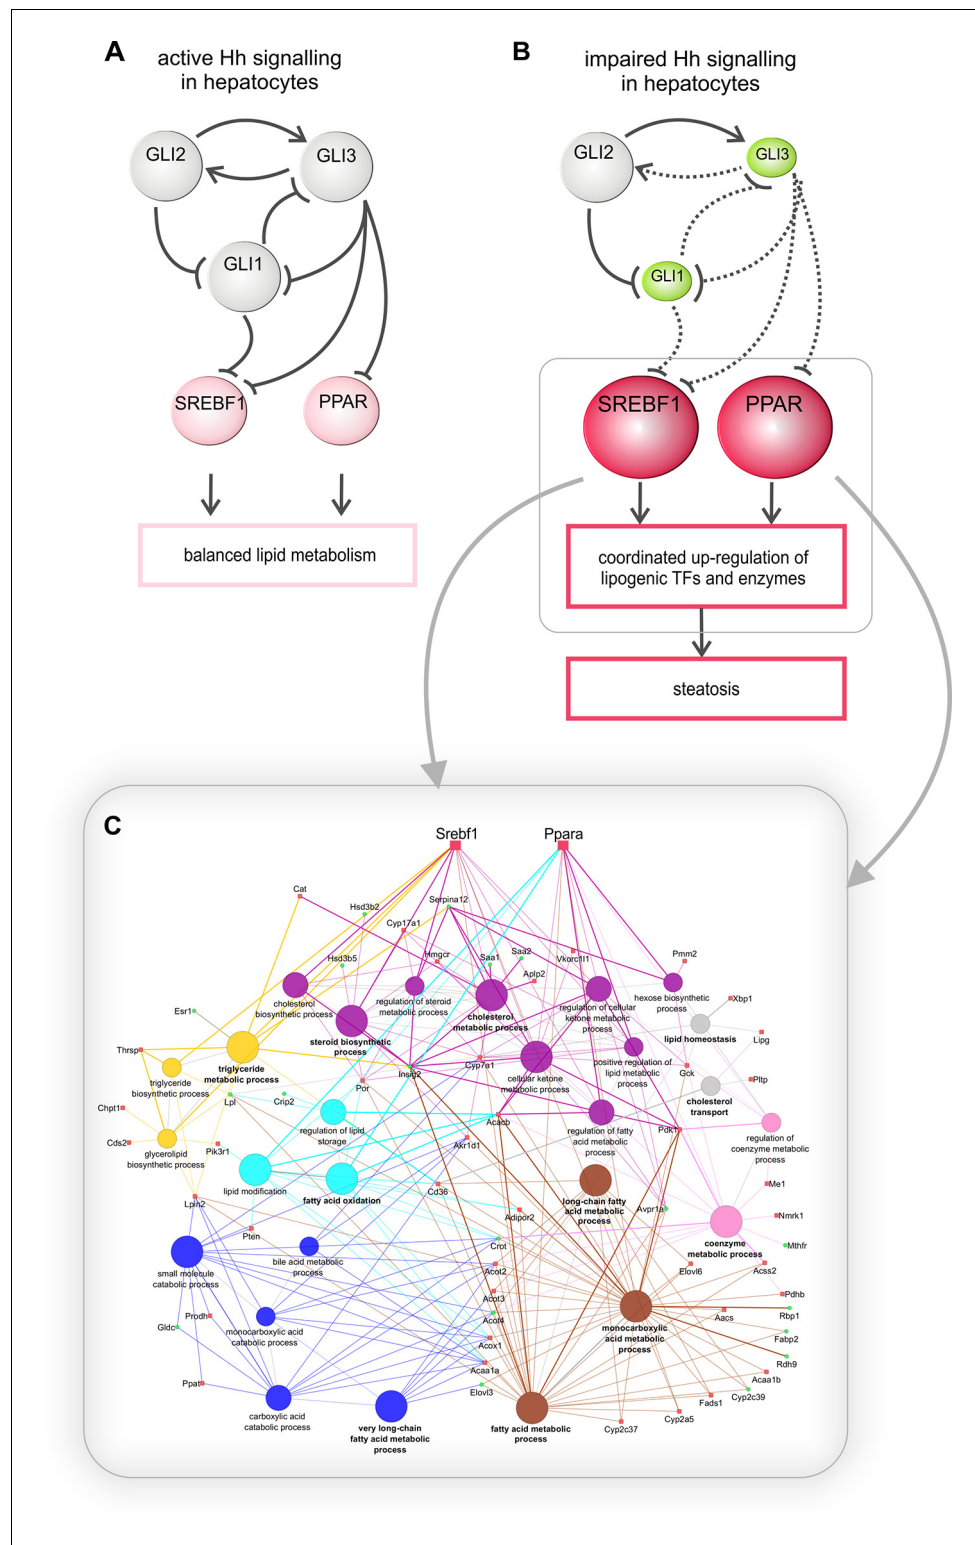 A
active Hh signalling
in hepatocytes
GLI2
GLI3
GLI1
SREBF1
PPAR
balanced lipid metabolism
B
impaired Hh signalling
in hepatocytes
GLI2
GLI3
GLI1
SREBF1
PPAR
coordinated up-regulation of
lipogenic TFs and enzymes
steatosis
C
Srebf1
Ppara
Cat
Hsd3b2
Serpina12
Cyp17a1
Hsd3b5
Hmgcr
Saa1
Saa2
Vkorc1l1
Aplp2
Pmm2
cholesterol
biosynthetic process
regulation of steroid
metabolic process
cholesterol
metabolic process
regulation of cellular
ketone metabolic
process
hexose biosynthetic
process
Xbp1
Esr1
steroid biosynthetic
process
lipid homeostasis
Lipg
Thrsp
triglyceride
metabolic process
triglyceride
biosynthetic process
Por
Insig2
Cyp7a1
cellular ketone
metabolic process
positive regulation of
lipid metabolic
process
Gck
Pltp
cholesterol
transport
Lpl
Cripl2
Chpt1
Cds2
glycerolipid
biosynthetic process
Pik3r1
regulation of lipid
storage
Acacb
Akr1d1
regulation of fatty
acid metabolic
process
Pdk1
regulation of
coenzyme metabolic
process
lipid modification
fatty acid oxidation
Cd36
long-chain fatty
acid metabolic
process
Me1
Lpin2
Pten
Adipor2
Avpr1a
Nmrk1
coenzyme
metabolic process
Mthfr
small molecule
catabolic process
bile acid metabolic
process
Crot
Acot2
Elovl6
Acss2
Acot3
Pdhb
Prodh
Gldc
monocarboxylic acid
catabolic process
Acot4
monocarboxylic
acid metabolic
process
Aacs
Rbp1
Acox1
Fabp2
Acaa1a
Rdh9
Ppat
Elovl3
Acaa1b
carboxylic acid
catabolic process
very long-chain
fatty acid metabolic
process
fatty acid metabolic
process
Cyp2c37
Cyp2a5
Fads1
Cyp2c39